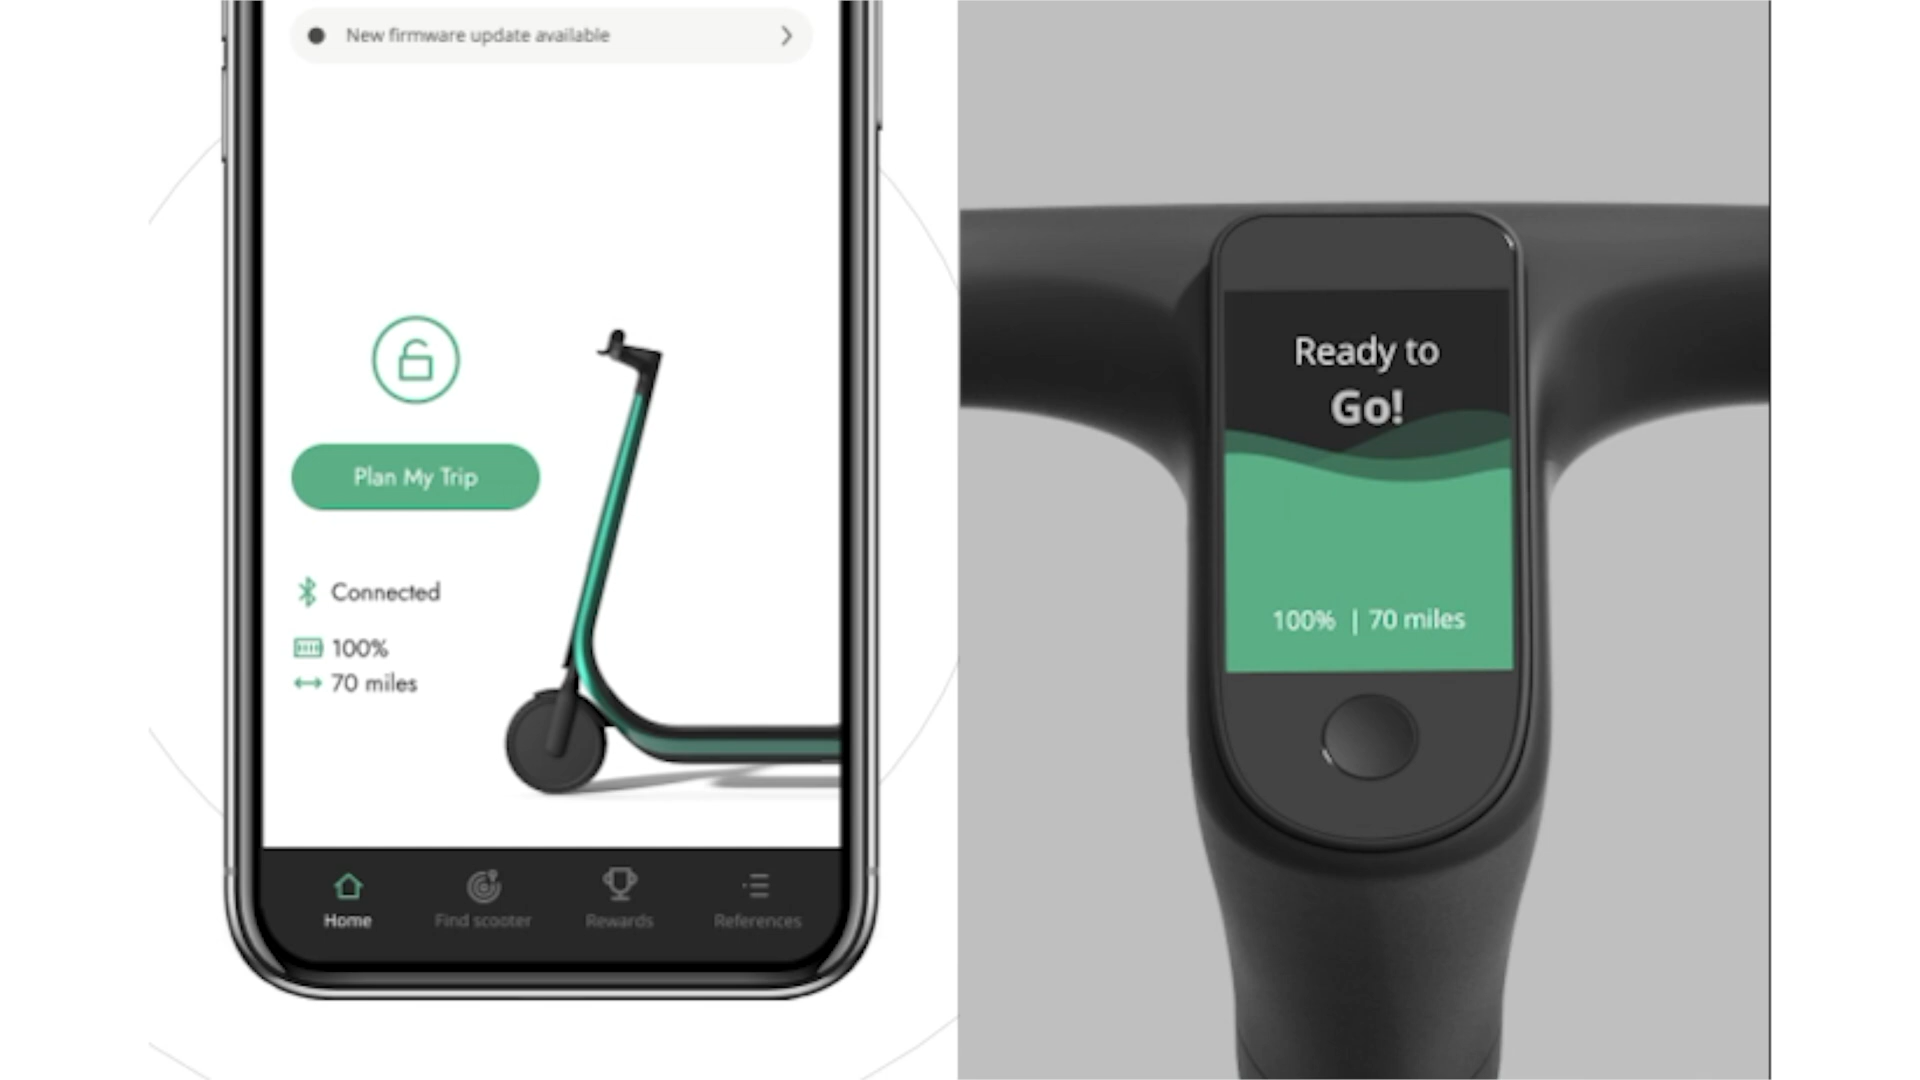 New firmware update available
Plan My Trip
Connected
100%
70 miles
Home
Find scooter
Rewards
References
Ready to
Go!
100% | 70 miles